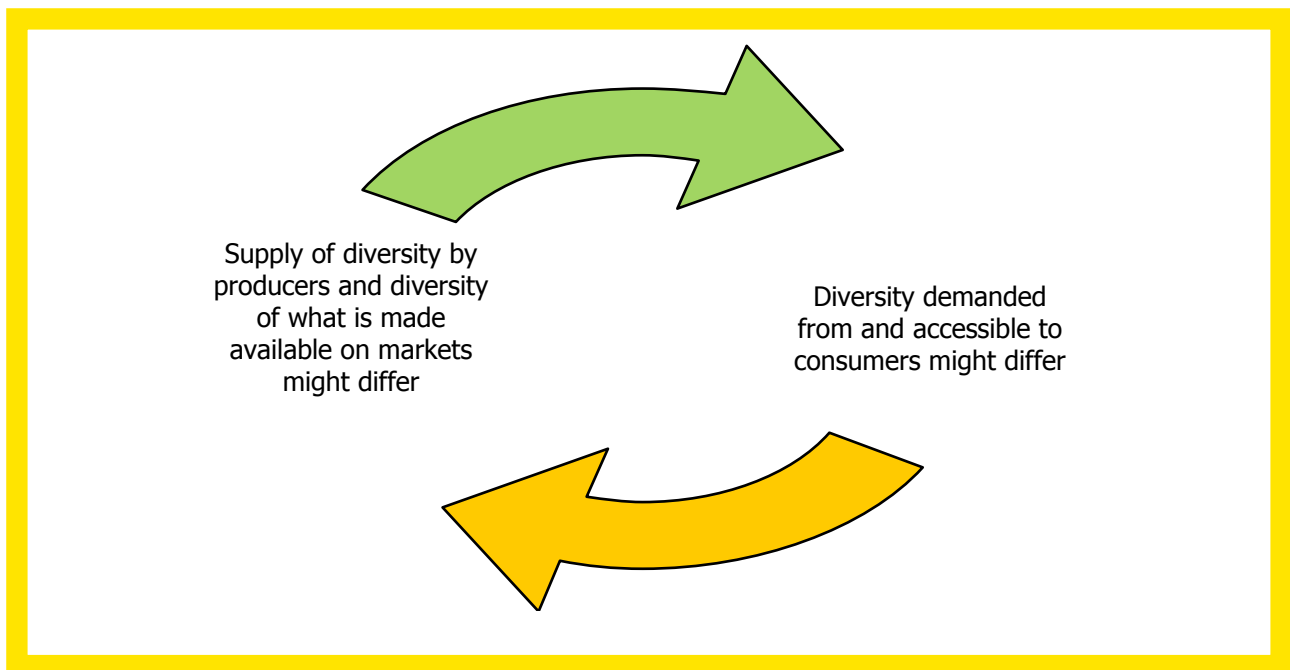 Supply of diversity by
producers and diversity
of what is made
available on markets
might differ
Diversity demanded
from and accessible to
consumers might differ